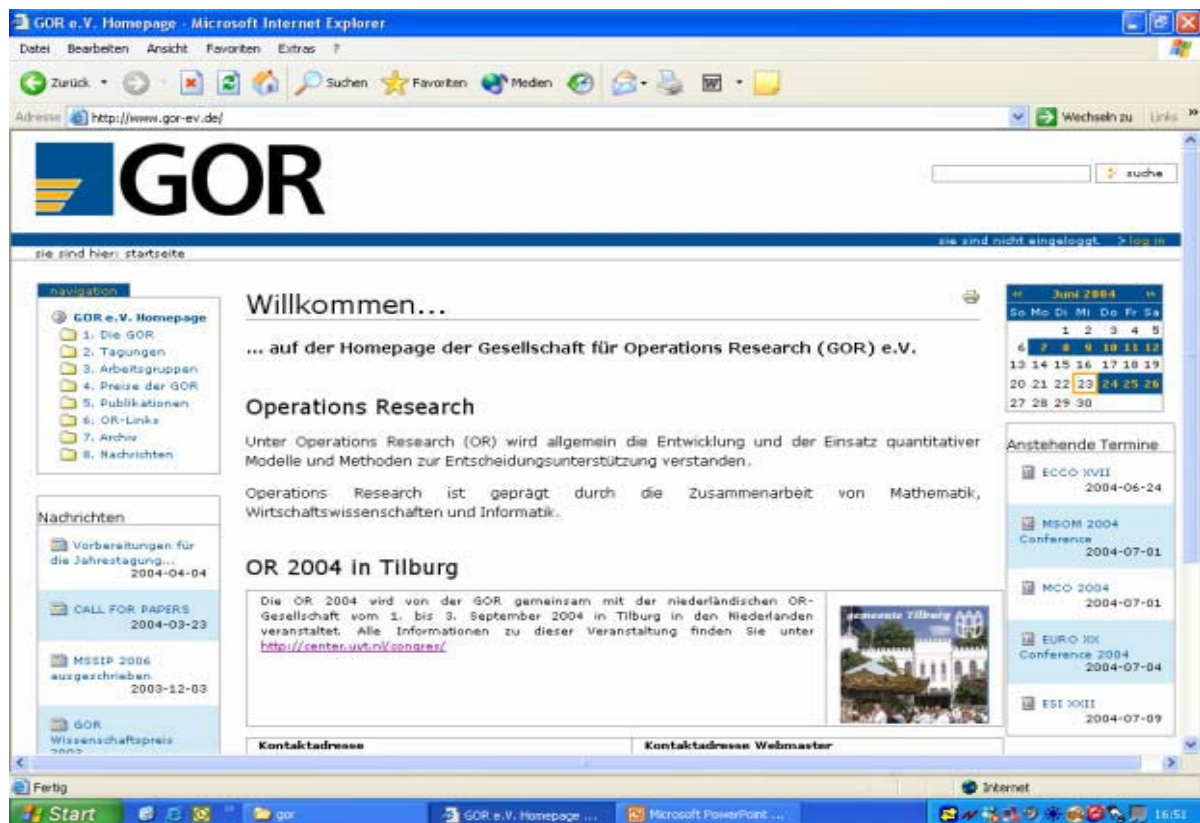 GOR e.V. Homepage - Microsoft Internet Explorer
Datei Bearbeiten Ansicht Favoriten Extras ?
Zurück Suchen Favoriten Medien
Adresse http://www.gor-ev.de/ Wechseln zu Links »
GOR
suche
sie sind nicht eingeloggt. > log in
sie sind hier: startseite
navigation
GOR e.V. Homepage
1. Die GOR
2. Tagungen
3. Arbeitsgruppen
4. Preise der GOR
5. Publikationen
6. OR-Links
7. Archiv
8. Nachrichten
Nachrichten
Vorbereitungen für
die Jahrestagung...
2004-04-04
CALL FOR PAPERS
2004-03-23
MSSIP 2006
ausgeschrieben
2003-12-03
GOR
Wissenschaftspreis
2003
Willkommen...
... auf der Homepage der Gesellschaft für Operations Research (GOR) e.V.
Operations Research
Unter Operations Research (OR) wird allgemein die Entwicklung und der Einsatz quantitativer
Modelle und Methoden zur Entscheidungsunterstützung verstanden.
Operations Research ist geprägt durch die Zusammenarbeit von Mathematik,
Wirtschaftswissenschaften und Informatik.
OR 2004 in Tilburg
Die OR 2004 wird von der GOR gemeinsam mit der niederländischen OR-
Gesellschaft vom 1. bis 3. September 2004 in Tilburg in den Niederlanden
veranstaltet. Alle Informationen zu dieser Veranstaltung finden Sie unter
http://center.uvt.nl/congres/
gemeente Tilburg
Kontaktadresse Kontaktadresse Webmaster
« Juni 2004 »
So Mo Di Mi Do Fr Sa
1 2 3 4 5
6 7 8 9 10 11 12
13 14 15 16 17 18 19
20 21 22 23 24 25 26
27 28 29 30
Anstehende Termine
ECCO XVII
2004-06-24
MSOM 2004
Conference
2004-07-01
MCO 2004
2004-07-01
EURO XX
Conference 2004
2004-07-04
ESI XXII
2004-07-09
Fertig Internet
Start gor GOR e.V. Homepage ... Microsoft PowerPoint ... 16:51